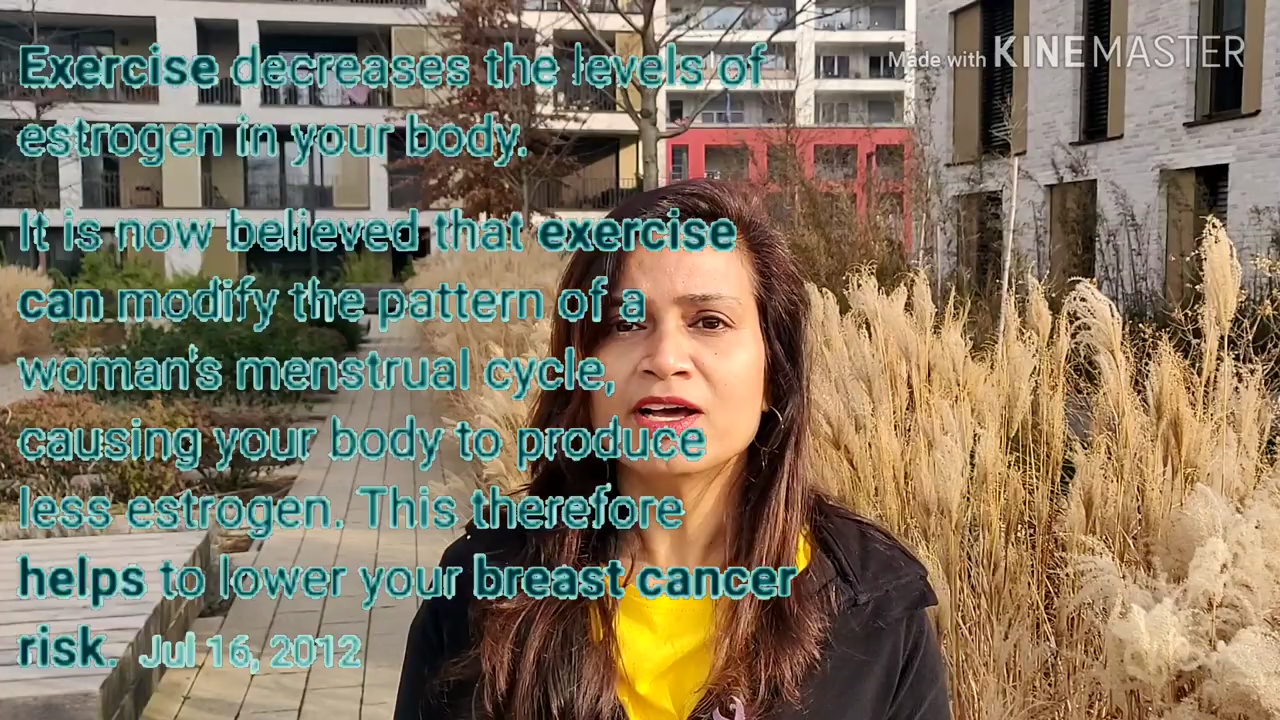 Made with KINEMASTER
Exercise decreases the levels of
estrogen in your body.
It is now believed that exercise
can modify the pattern of a
woman's menstrual cycle,
causing your body to produce
less estrogen. This therefore
helps to lower your breast cancer
risk. Jul 16, 2012